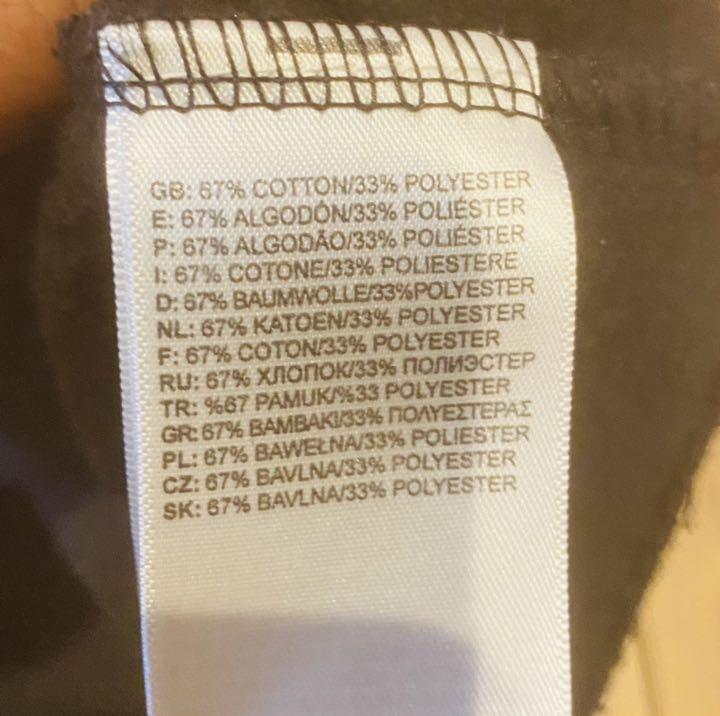 GB: 67% COTTON/33% POLYESTER
E: 67% ALGODÓN/33% POLIÉSTER
P: 67% ALGODÃO/33% POLIÉSTER
I: 67% COTONE/33% POLIESTERE
D: 67% BAUMWOLLE/33%POLYESTER
NL: 67% KATOEN/33% POLYESTER
F: 67% COTON/33% POLYESTER
RU: 67% ХЛОПОК/33% ПОЛИЭСТЕР
TR: %67 PAMUK/%33 POLYESTER
GR: 67% ΒΑΜΒΑΚΙ/33% ΠΟΛΥΕΣΤΕΡΑΣ
PL: 67% BAWEŁNA/33% POLIESTER
CZ: 67% BAVLNA/33% POLYESTER
SK: 67% BAVLNA/33% POLYESTER